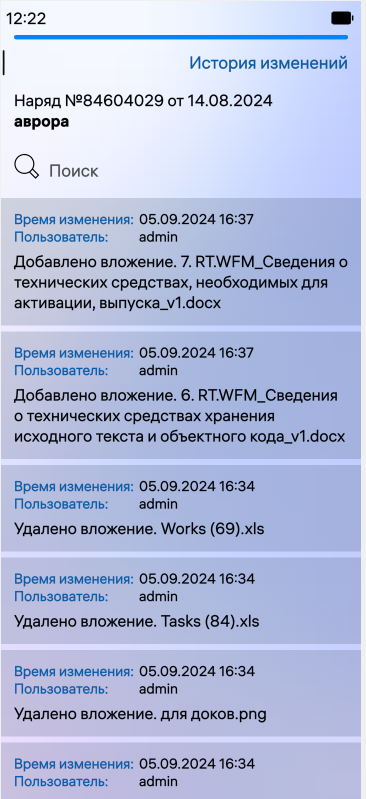 12:22
История изменений
Наряд №84604029 от 14.08.2024
аврора
Поиск
Время изменения: 05.09.2024 16:37
Пользователь: admin
Добавлено вложение. 7. RT.WFM_Сведения о
технических средствах, необходимых для
активации, выпуска_v1.docx
Время изменения: 05.09.2024 16:37
Пользователь: admin
Добавлено вложение. 6. RT.WFM_Сведения
о технических средствах хранения
исходного текста и объектного кода_v1.docx
Время изменения: 05.09.2024 16:34
Пользователь: admin
Удалено вложение. Works (69).xls
Время изменения: 05.09.2024 16:34
Пользователь: admin
Удалено вложение. Tasks (84).xls
Время изменения: 05.09.2024 16:34
Пользователь: admin
Удалено вложение. для доков.png
Время изменения: 05.09.2024 16:34
Пользователь: admin